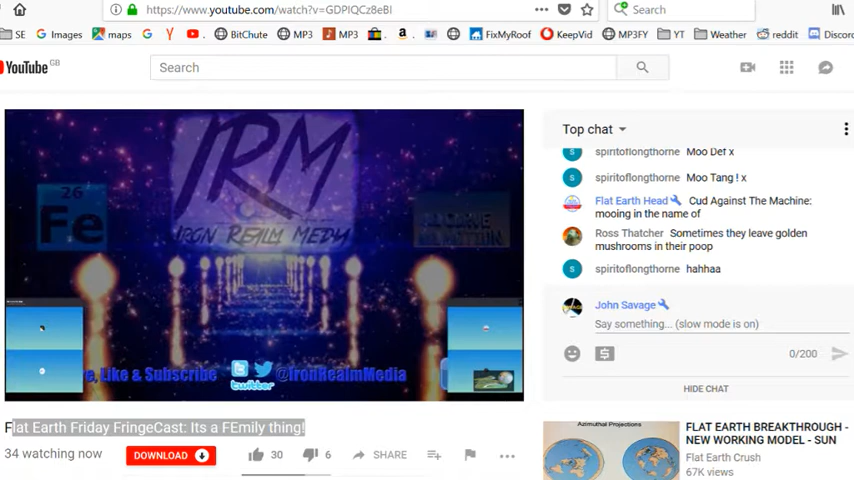 https://www.youtube.com/watch?v=GDPlQCz8eBI
Search
SE Images maps BitChute MP3 MP3 FixMyRoof KeepVid MP3FY YT Weather reddit Discord
YouTube GB
Search
Top chat
spiritoflongthorne Moo Def x
spiritoflongthorne Moo Tang ! x
Flat Earth Head Cud Against The Machine:
mooing in the name of
Ross Thatcher Sometimes they leave golden
mushrooms in their poop
spiritoflongthorne hahhaa
John Savage
Say something... (slow mode is on)
0/200
HIDE CHAT
IRM
IRON REALM MEDIA
26
Fe
e, Like & Subscribe
twitter
@IronRealmMedia
Flat Earth Friday FringeCast: Its a FEmily thing!
34 watching now
DOWNLOAD
30
6
SHARE
Azimuthal Projections
FLAT EARTH BREAKTHROUGH -
NEW WORKING MODEL - SUN
Flat Earth Crush
67K views